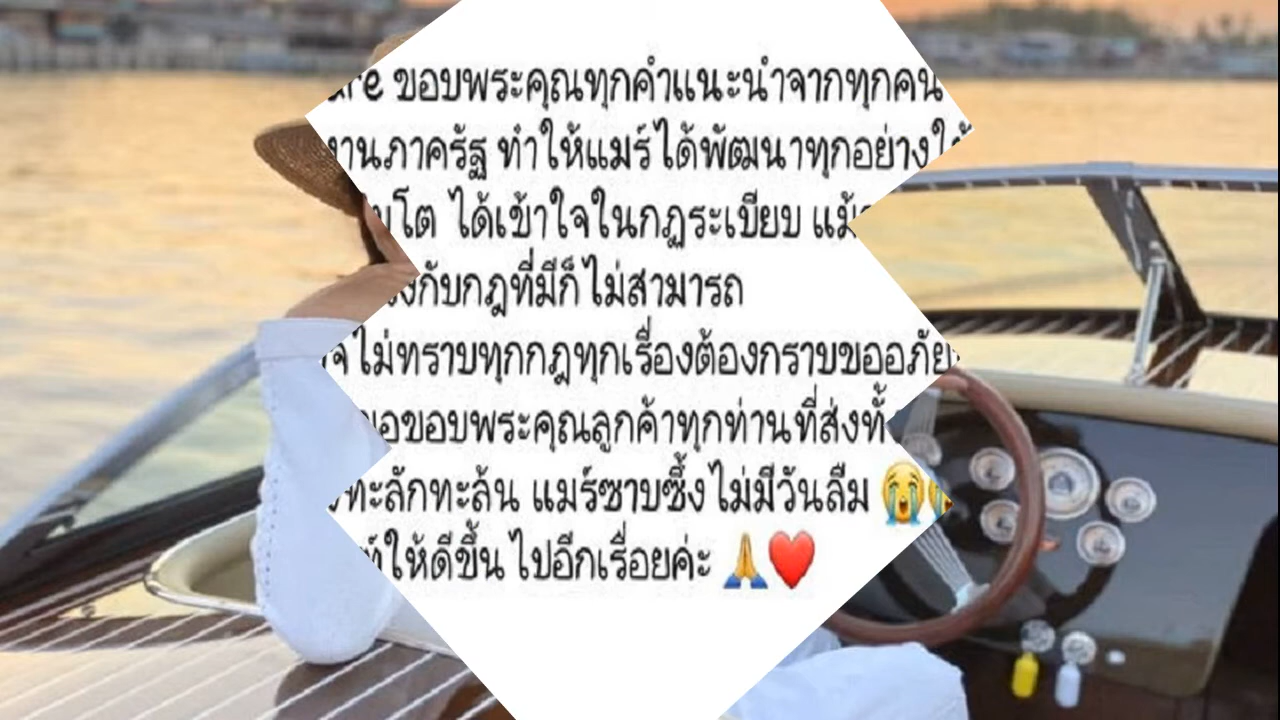 ขอบพระคุณทุกคำแนะนำจากทุกคน
งานภาครัฐ ทำให้แมร์ได้พัฒนาทุกอย่าง
โต ได้เข้าใจในกฎระเบียบ
กับกฎที่มีก็ไม่สามารถ
ไม่ทราบทุกกฎทุกเรื่องต้องกราบขออภัย
ขอขอบพระคุณลูกค้าทุกท่านที่ส่ง
ทะลักทะล้น แมร์ซาบซึ้งไม่มีวันลืม 😭
ให้ดีขึ้น ไปอีกเรื่อยค่ะ 🙏❤️